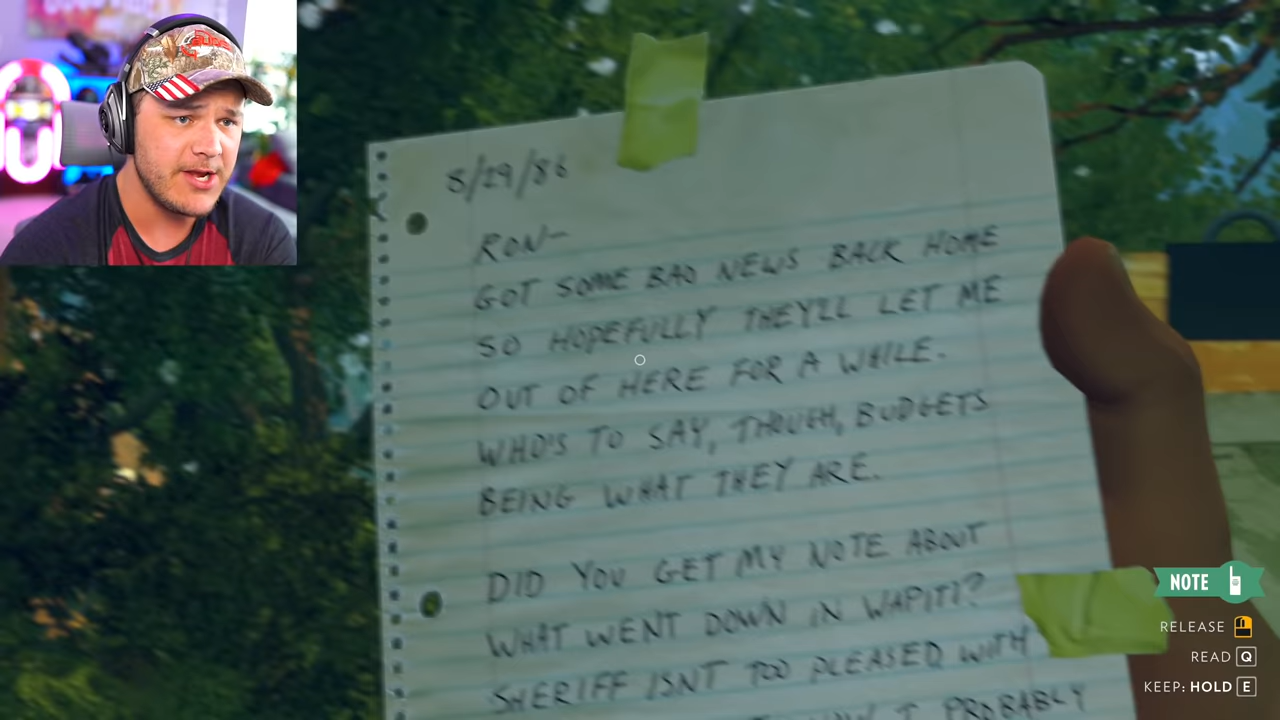 8/29/86
RON-
GOT SOME BAD NEWS BACK HOME
SO HOPEFULLY THEY'LL LET ME
OUT OF HERE FOR A WHILE.
WHO'S TO SAY, THOUGH, BUDGETS
BEING WHAT THEY ARE.
DID YOU GET MY NOTE ABOUT
WHAT WENT DOWN IN WAPITI?
SHERIFF ISNT TOO PLEASED WITH
I PROBABLY
NOTE
RELEASE
READ Q
KEEP: HOLD E